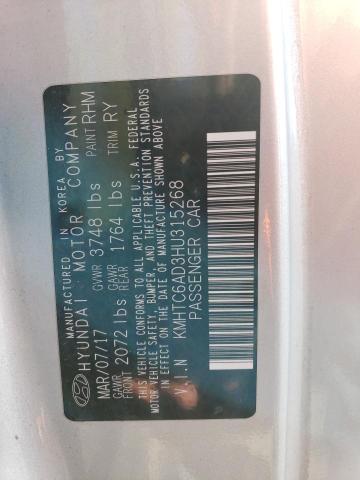 MANUFACTURED IN KOREA BY
HYUNDAI MOTOR COMPANY
MAR/07/17 GVWR 3748 lbs PAINT RHM
GAWR FRONT 2072 lbs GAWR REAR 1764 lbs TRIM RY
THIS VEHICLE CONFORMS TO ALL APPLICABLE U.S.A. FEDERAL
MOTOR VEHICLE SAFETY, BUMPER, AND THEFT PREVENTION STANDARDS
IN EFFECT ON THE DATE OF MANUFACTURE SHOWN ABOVE
V.I.N KMHTC6AD3HU315268
PASSENGER CAR